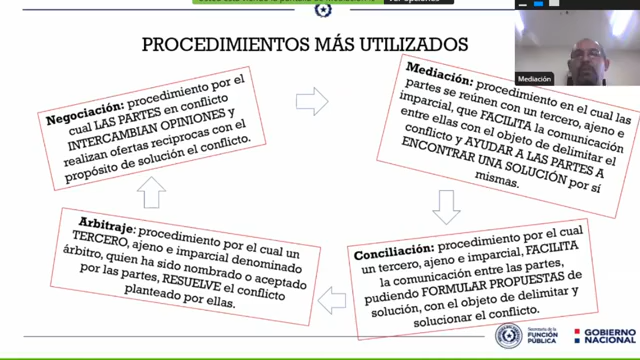 PROCEDIMIENTOS MÁS UTILIZADOS
Mediación
Negociación: procedimiento por el
cual LAS PARTES en conflicto
INTERCAMBIAN OPINIONES y
realizan ofertas reciprocas con el
propósito de solución el conflicto.
Mediación: procedimiento en el cual las
partes se reúnen con un tercero, ajeno e
imparcial, que FACILITA la comunicación
entre ellas con el objeto de delimitar el
conflicto y AYUDAR A LAS PARTES A
ENCONTRAR UNA SOLUCIÓN por sí
mismas.
Conciliación: procedimiento por el cual
un tercero, ajeno e imparcial, FACILITA
la comunicación entre las partes,
pudiendo FORMULAR PROPUESTAS de
solución, con el objeto de delimitar y
solucionar el conflicto.
Arbitraje: procedimiento por el cual un
TERCERO, ajeno e imparcial denominado
árbitro, quien ha sido nombrado o aceptado
por las partes, RESUELVE el conflicto
planteado por ellas.
Secretaría de la
FUNCIÓN
PÚBLICA
GOBIERNO
NACIONAL